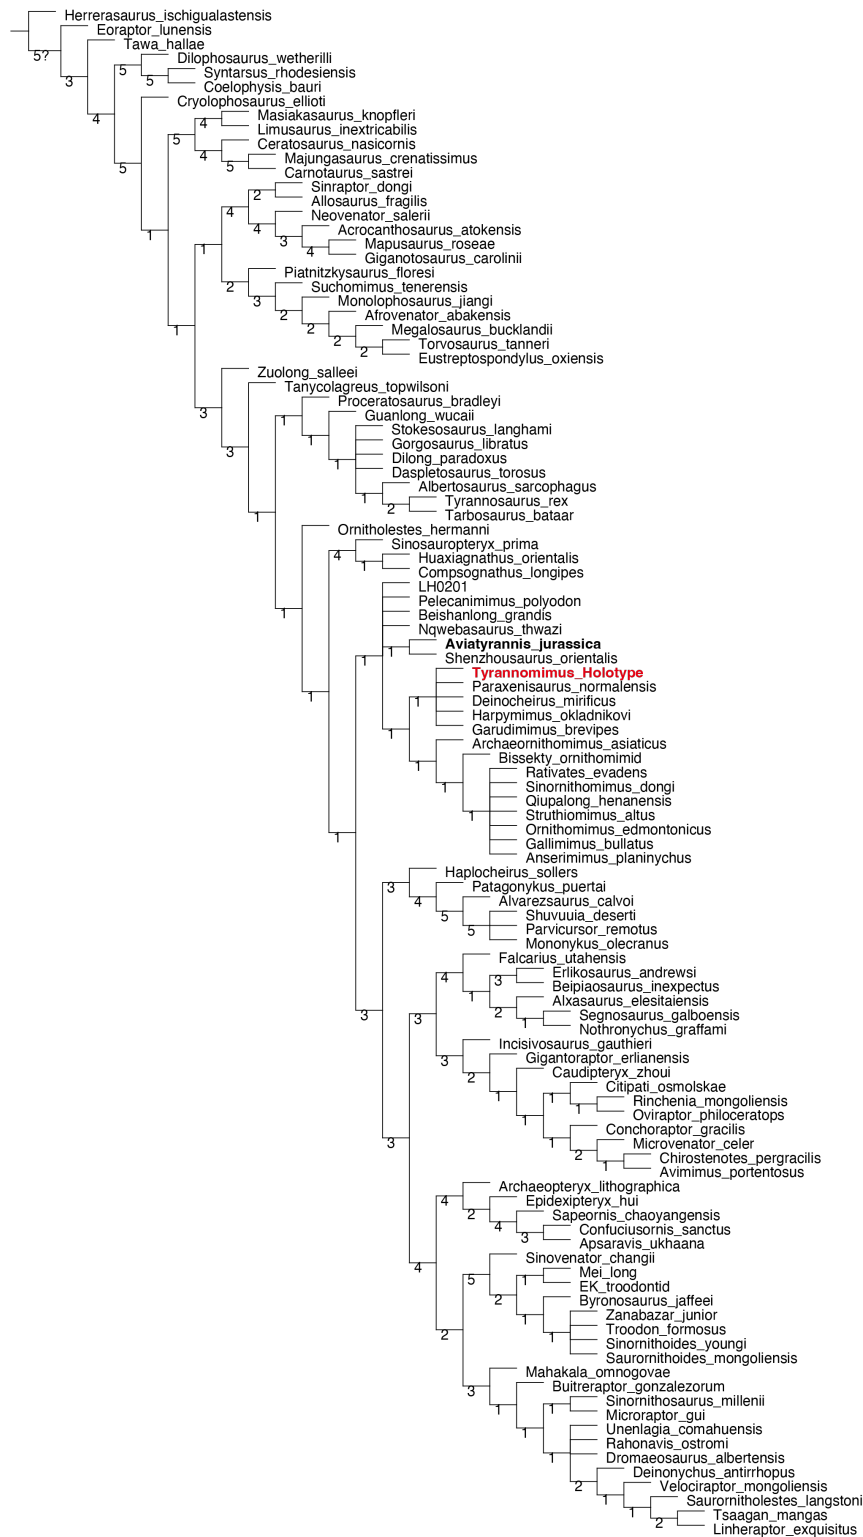 Herrerasaurus_ischigualastensis
Eoraptor_lunensis
Tawa_hallae
5?
Dilophosaurus_wetherilli
5
Syntarsus_rhodesiensis
3
5
Coelophysis_bauri
Cryolophosaurus_ellioti
Masiakasaurus_knopfleri
4
4
Limusaurus_inextricabilis
5
Ceratosaurus_nasicornis
4
Majungasaurus_crenatissimus
5
5
Carnotaurus_sastrei
Sinraptor_dongi
2
Allosaurus_fragilis
4
Neovenator_salerii
4
Acrocanthosaurus_atokensis
1
3
Mapusaurus_roseae
1
4
Giganotosaurus_carolinii
Piatnitzkysaurus_floresi
2
Suchomimus_tenerensis
3
Monolophosaurus_jiangi
2
Afrovenator_abakensis
1
2
Megalosaurus_bucklandii
2
Torvosaurus_tanneri
2
Eustreptospondylus_oxiensis
Zuolong_salleei
Tanycolagreus_topwilsoni
Proceratosaurus_bradleyi
3
1
Guanlong_wucaii
Stokesosaurus_langhami
1
Gorgosaurus_libratus
3
Dilong_paradoxus
1
Daspletosaurus_torosus
Albertosaurus_sarcophagus
1
Tyrannosaurus_rex
2
1
Tarbosaurus_bataar
Ornitholestes_hermanni
Sinosauropteryx_prima
4
Huaxiagnathus_orientalis
1
Compsognathus_longipes
LH0201
Pelecanimimus_polyodon
1
Beishanlong_grandis
Nqwebasaurus_thwazi
Aviatyrannis_jurassica
1
1
Shenzhousaurus_orientalis
Tyrannomimus_Holotype
Paraxenisaurus_normalensis
1
1
Deinocheirus_mirificus
Harpymimus_okladnikovi
1
Garudimimus_brevipes
Archaeornithomimus_asiaticus
1
Bissekty_ornithomimid
Rativates_evadens
1
Sinornithomimus_dongi
Qiupalong_henanensis
1
Struthiomimus_altus
Ornithomimus_edmontonicus
1
Gallimimus_bullatus
Anserimimus_planinychus
Haplocheirus_sollers
3
Patagonykus_puertai
4
Alvarezsaurus_calvoi
5
Shuvuuia_deserti
5
Parvicursor_remotus
Mononykus_olecranus
Falcarius_utahensis
4
Erlikosaurus_andrewsi
3
Beipiaosaurus_inexpectus
1
Alxasaurus_elesitaiensis
3
3
2
Segnosaurus_galboensis
1
Nothronychus_graffami
Incisivosaurus_gauthieri
3
Gigantoraptor_erlianensis
2
Caudipteryx_zhoui
Citipati_osmolskae
1
1
Rinchenia_mongoliensis
1
1
Oviraptor_philoceratops
Conchoraptor_gracilis
3
1
Microvenator_celer
2
Chirostenotes_pergracilis
1
Avimimus_portentosus
Archaeopteryx_lithographica
4
Epidexipteryx_hui
2
Sapeornis_chaoyangensis
4
Confuciusornis_sanctus
3
Apsaravis_ukhaana
Sinovenator_changii
4
5
Mei_long
1
EK_troodontid
2
Byronosaurus_jaffeei
Zanabazar_junior
1
Troodon_formosus
2
1
Sinornithoides_youngi
Saurornithoides_mongoliensis
Mahakala_omnogovae
3
Buitreraptor_gonzalezorum
1
Sinornithosaurus_millenii
1
Microraptor_gui
1
Unenlagia_comahuensis
Rahonavis_ostromi
1
Dromaeosaurus_albertensis
Deinonychus_antirrhopus
2
Velociraptor_mongoliensis
1
Saurornitholestes_langstoni
1
Tsaagan_mangas
2
Linheraptor_exquisitus